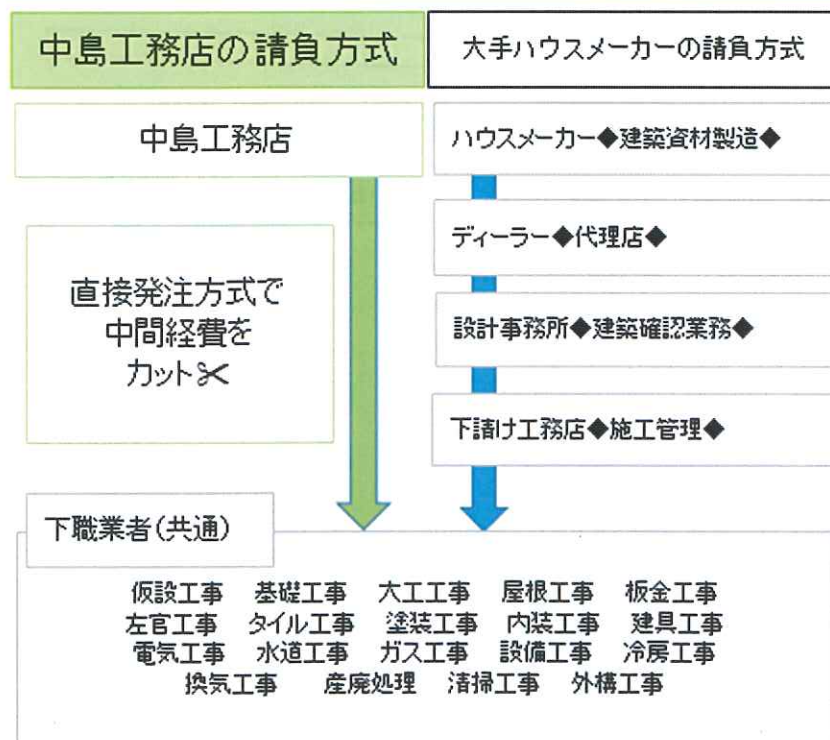 中島工務店の請負方式
大手ハウスメーカーの請負方式
中島工務店
直接発注方式で
中間経費を
カット✂
ハウスメーカー◆建築資材製造◆
ディーラー◆代理店◆
設計事務所◆建築確認業務◆
下請け工務店◆施工管理◆
下職業者(共通)
仮設工事 基礎工事 大工工事 屋根工事 板金工事
左官工事 タイル工事 塗装工事 内装工事 建具工事
電気工事 水道工事 ガス工事 設備工事 冷房工事
換気工事 産廃処理 清掃工事 外構工事